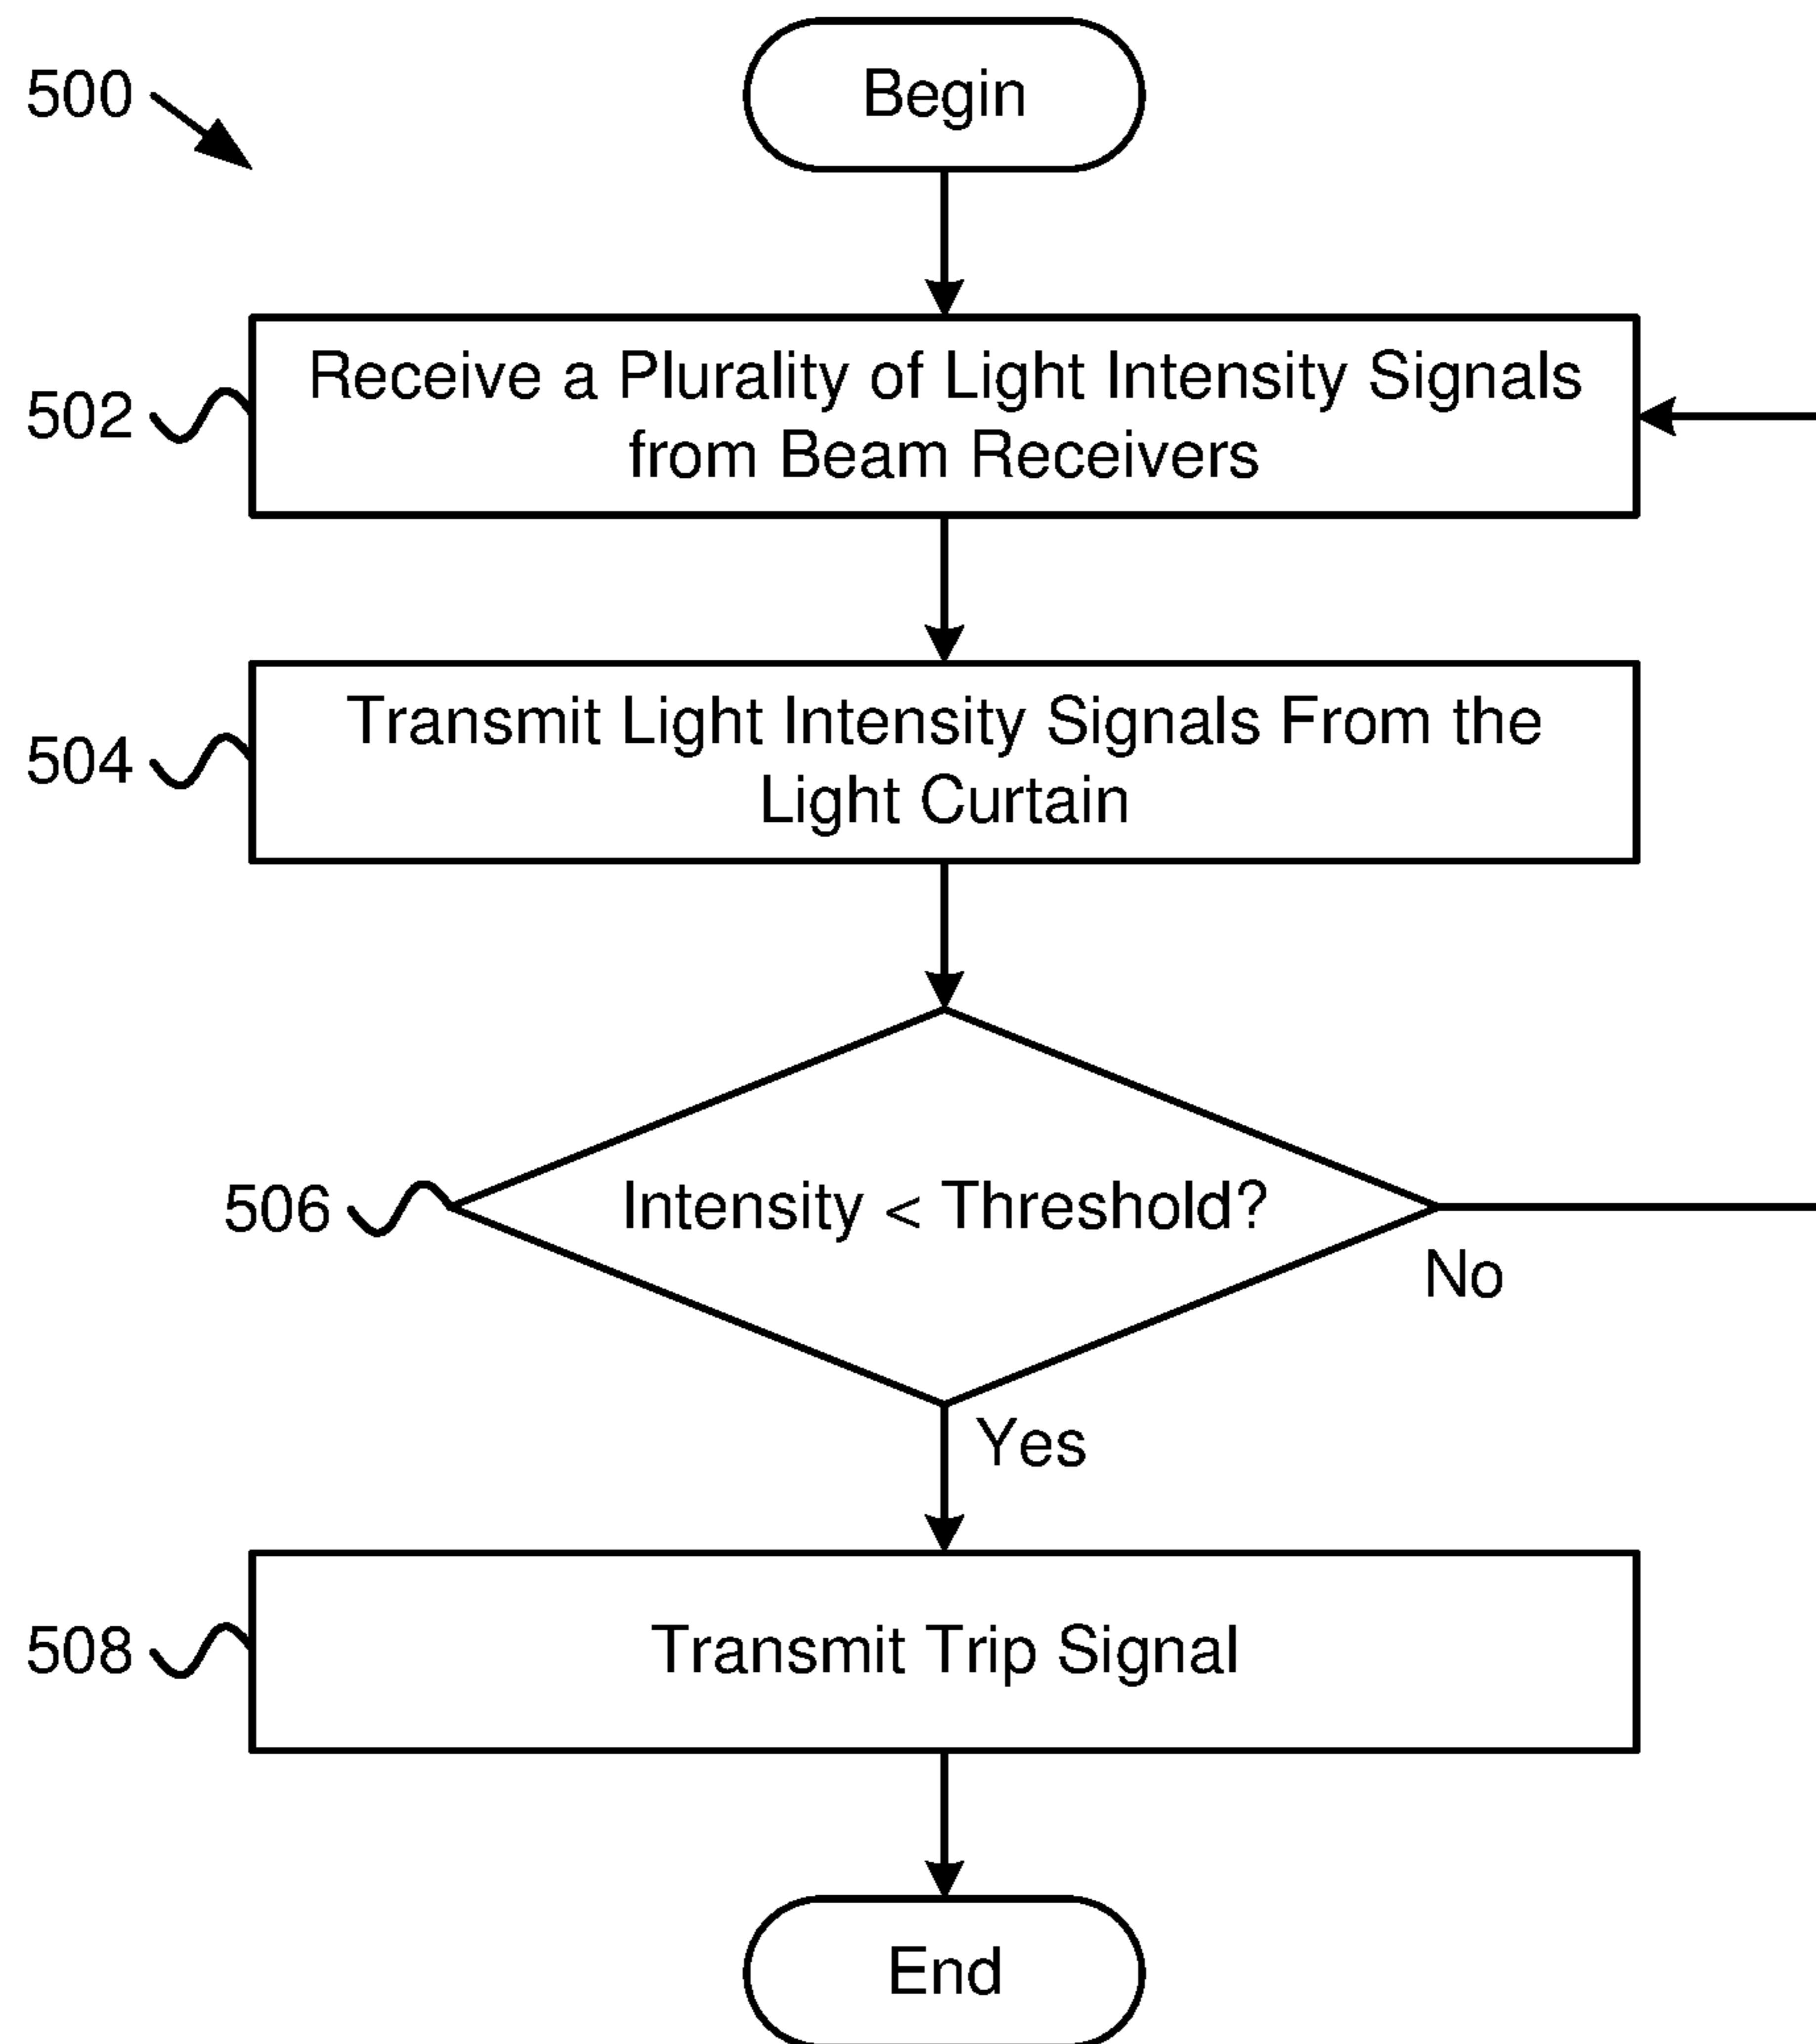 500
Begin
502
Receive a Plurality of Light Intensity Signals
from Beam Receivers
504
Transmit Light Intensity Signals From the
Light Curtain
506
Intensity < Threshold?
No
Yes
508
Transmit Trip Signal
End